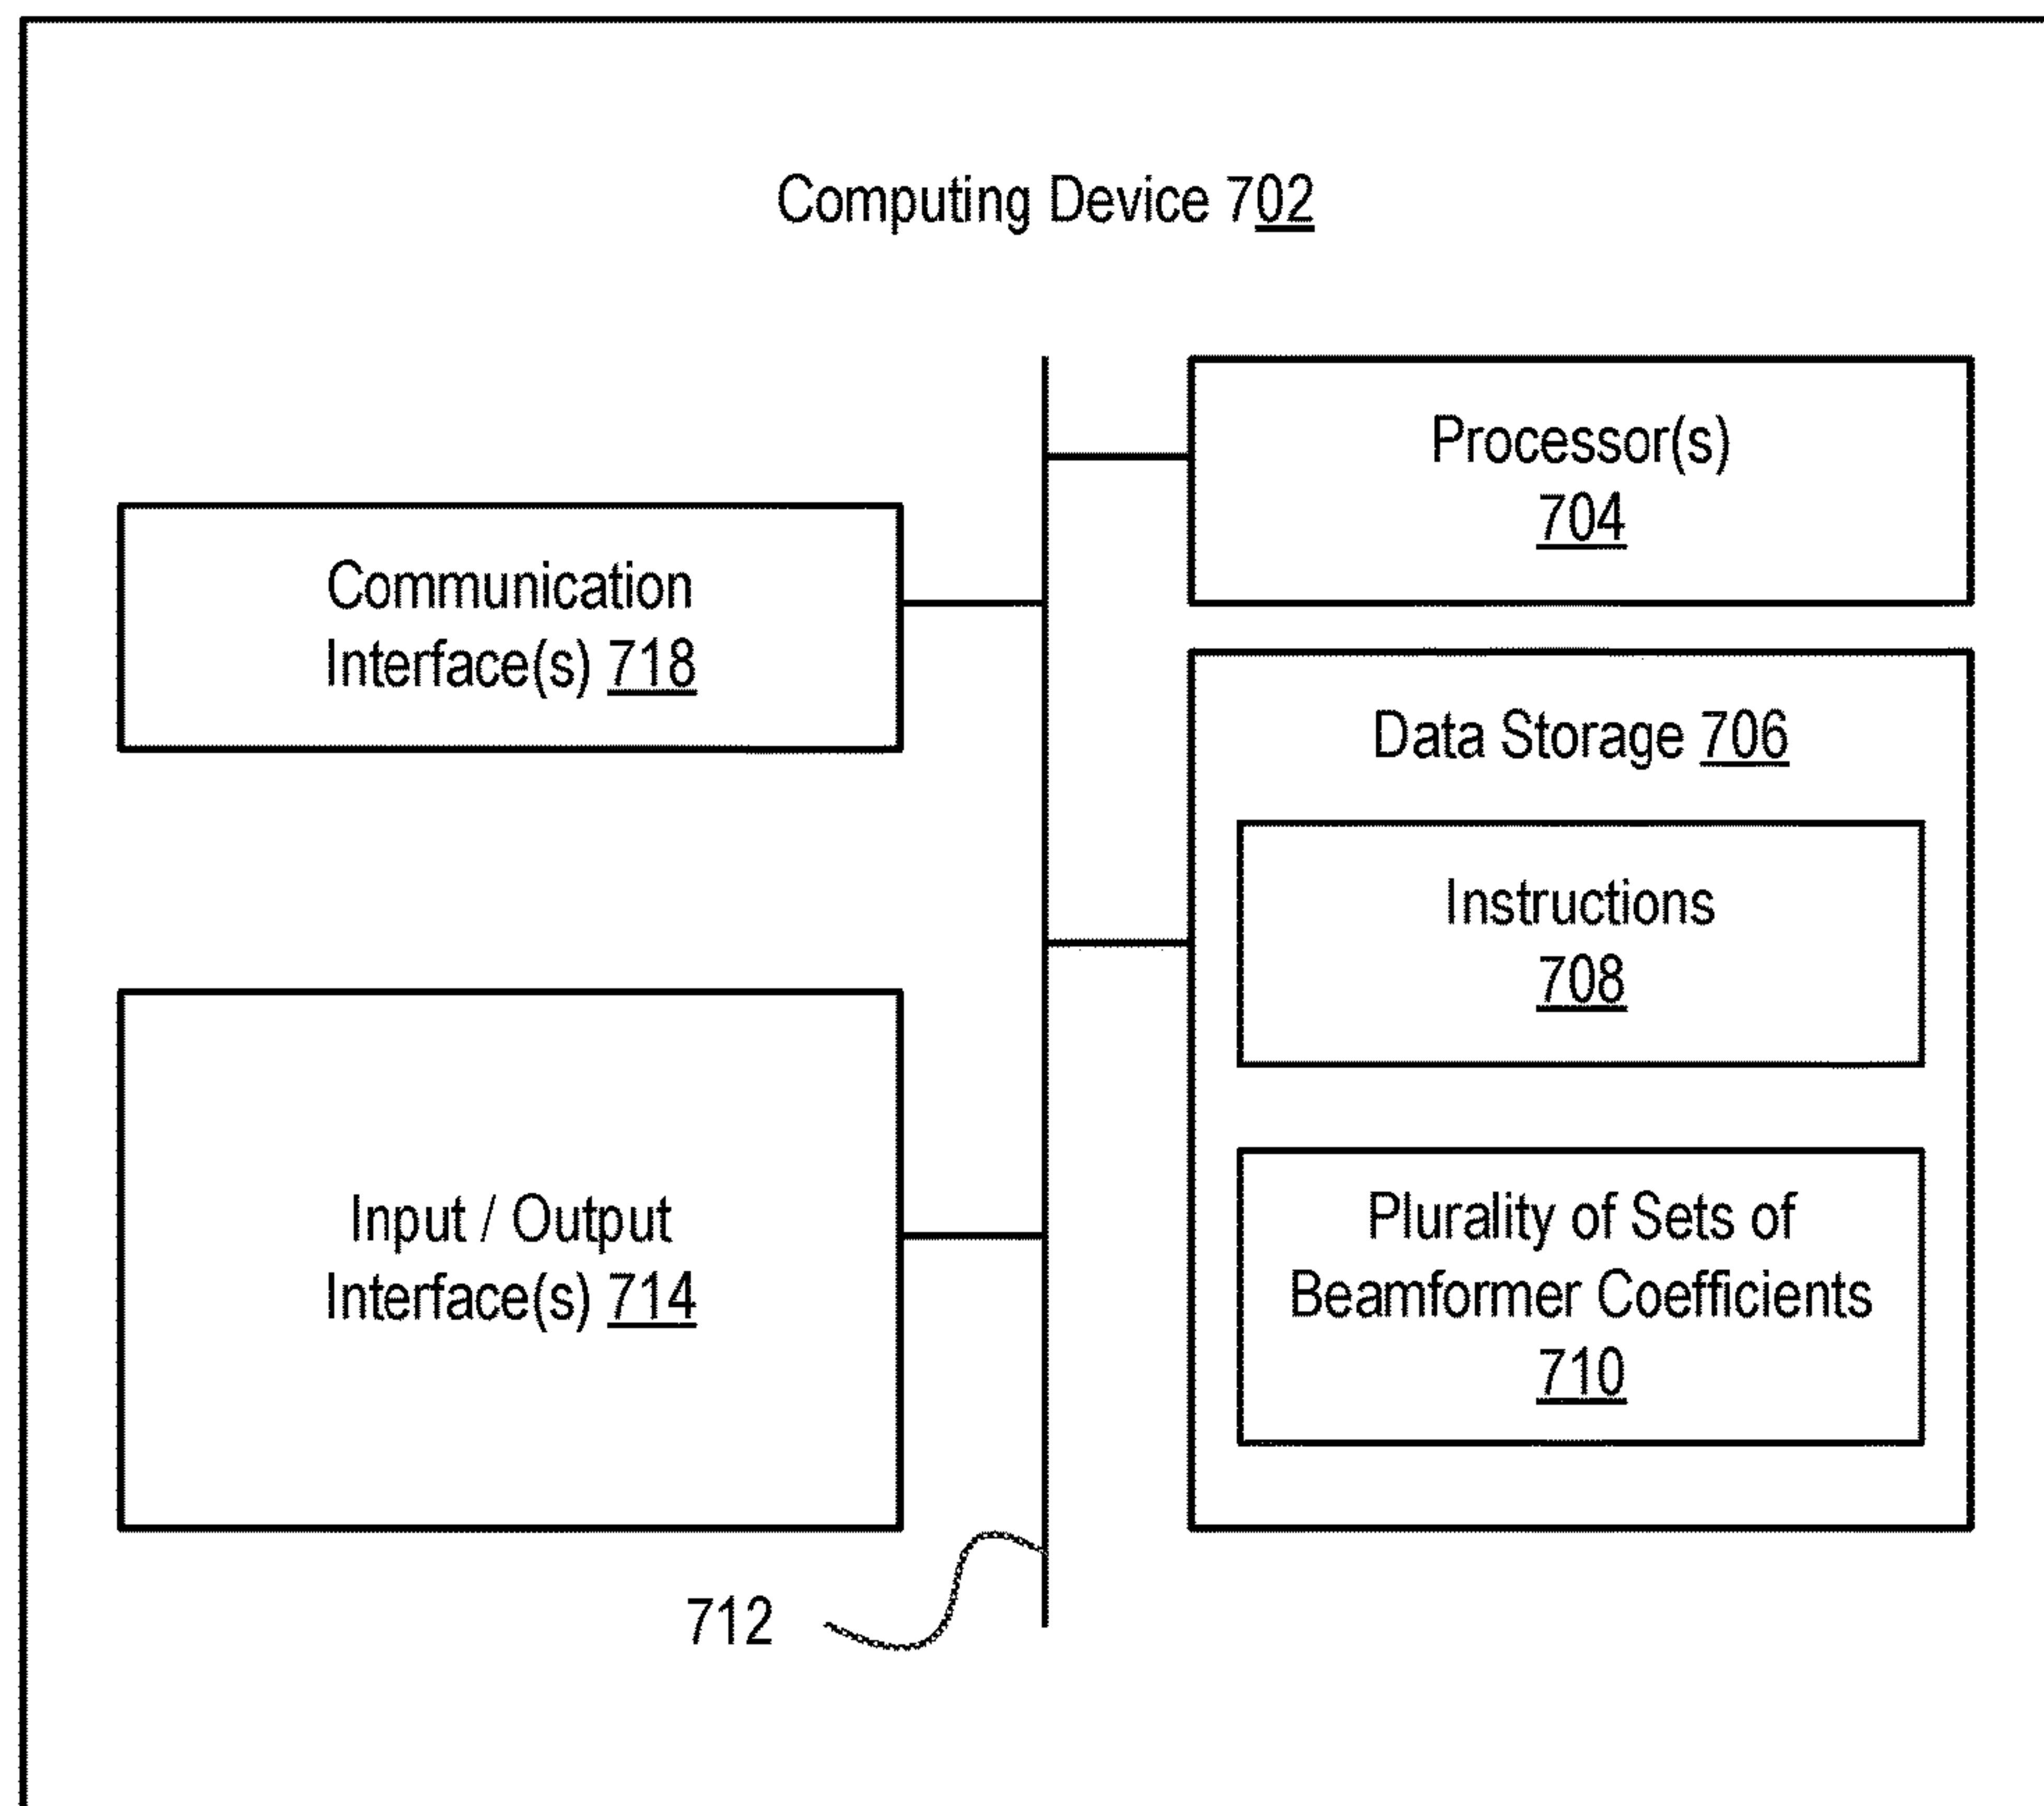 Computing Device 702
Processor(s)
704
Communication
Interface(s) 718
Data Storage 706
Instructions
708
Input / Output
Interface(s) 714
Plurality of Sets of
Beamformer Coefficients
710
712